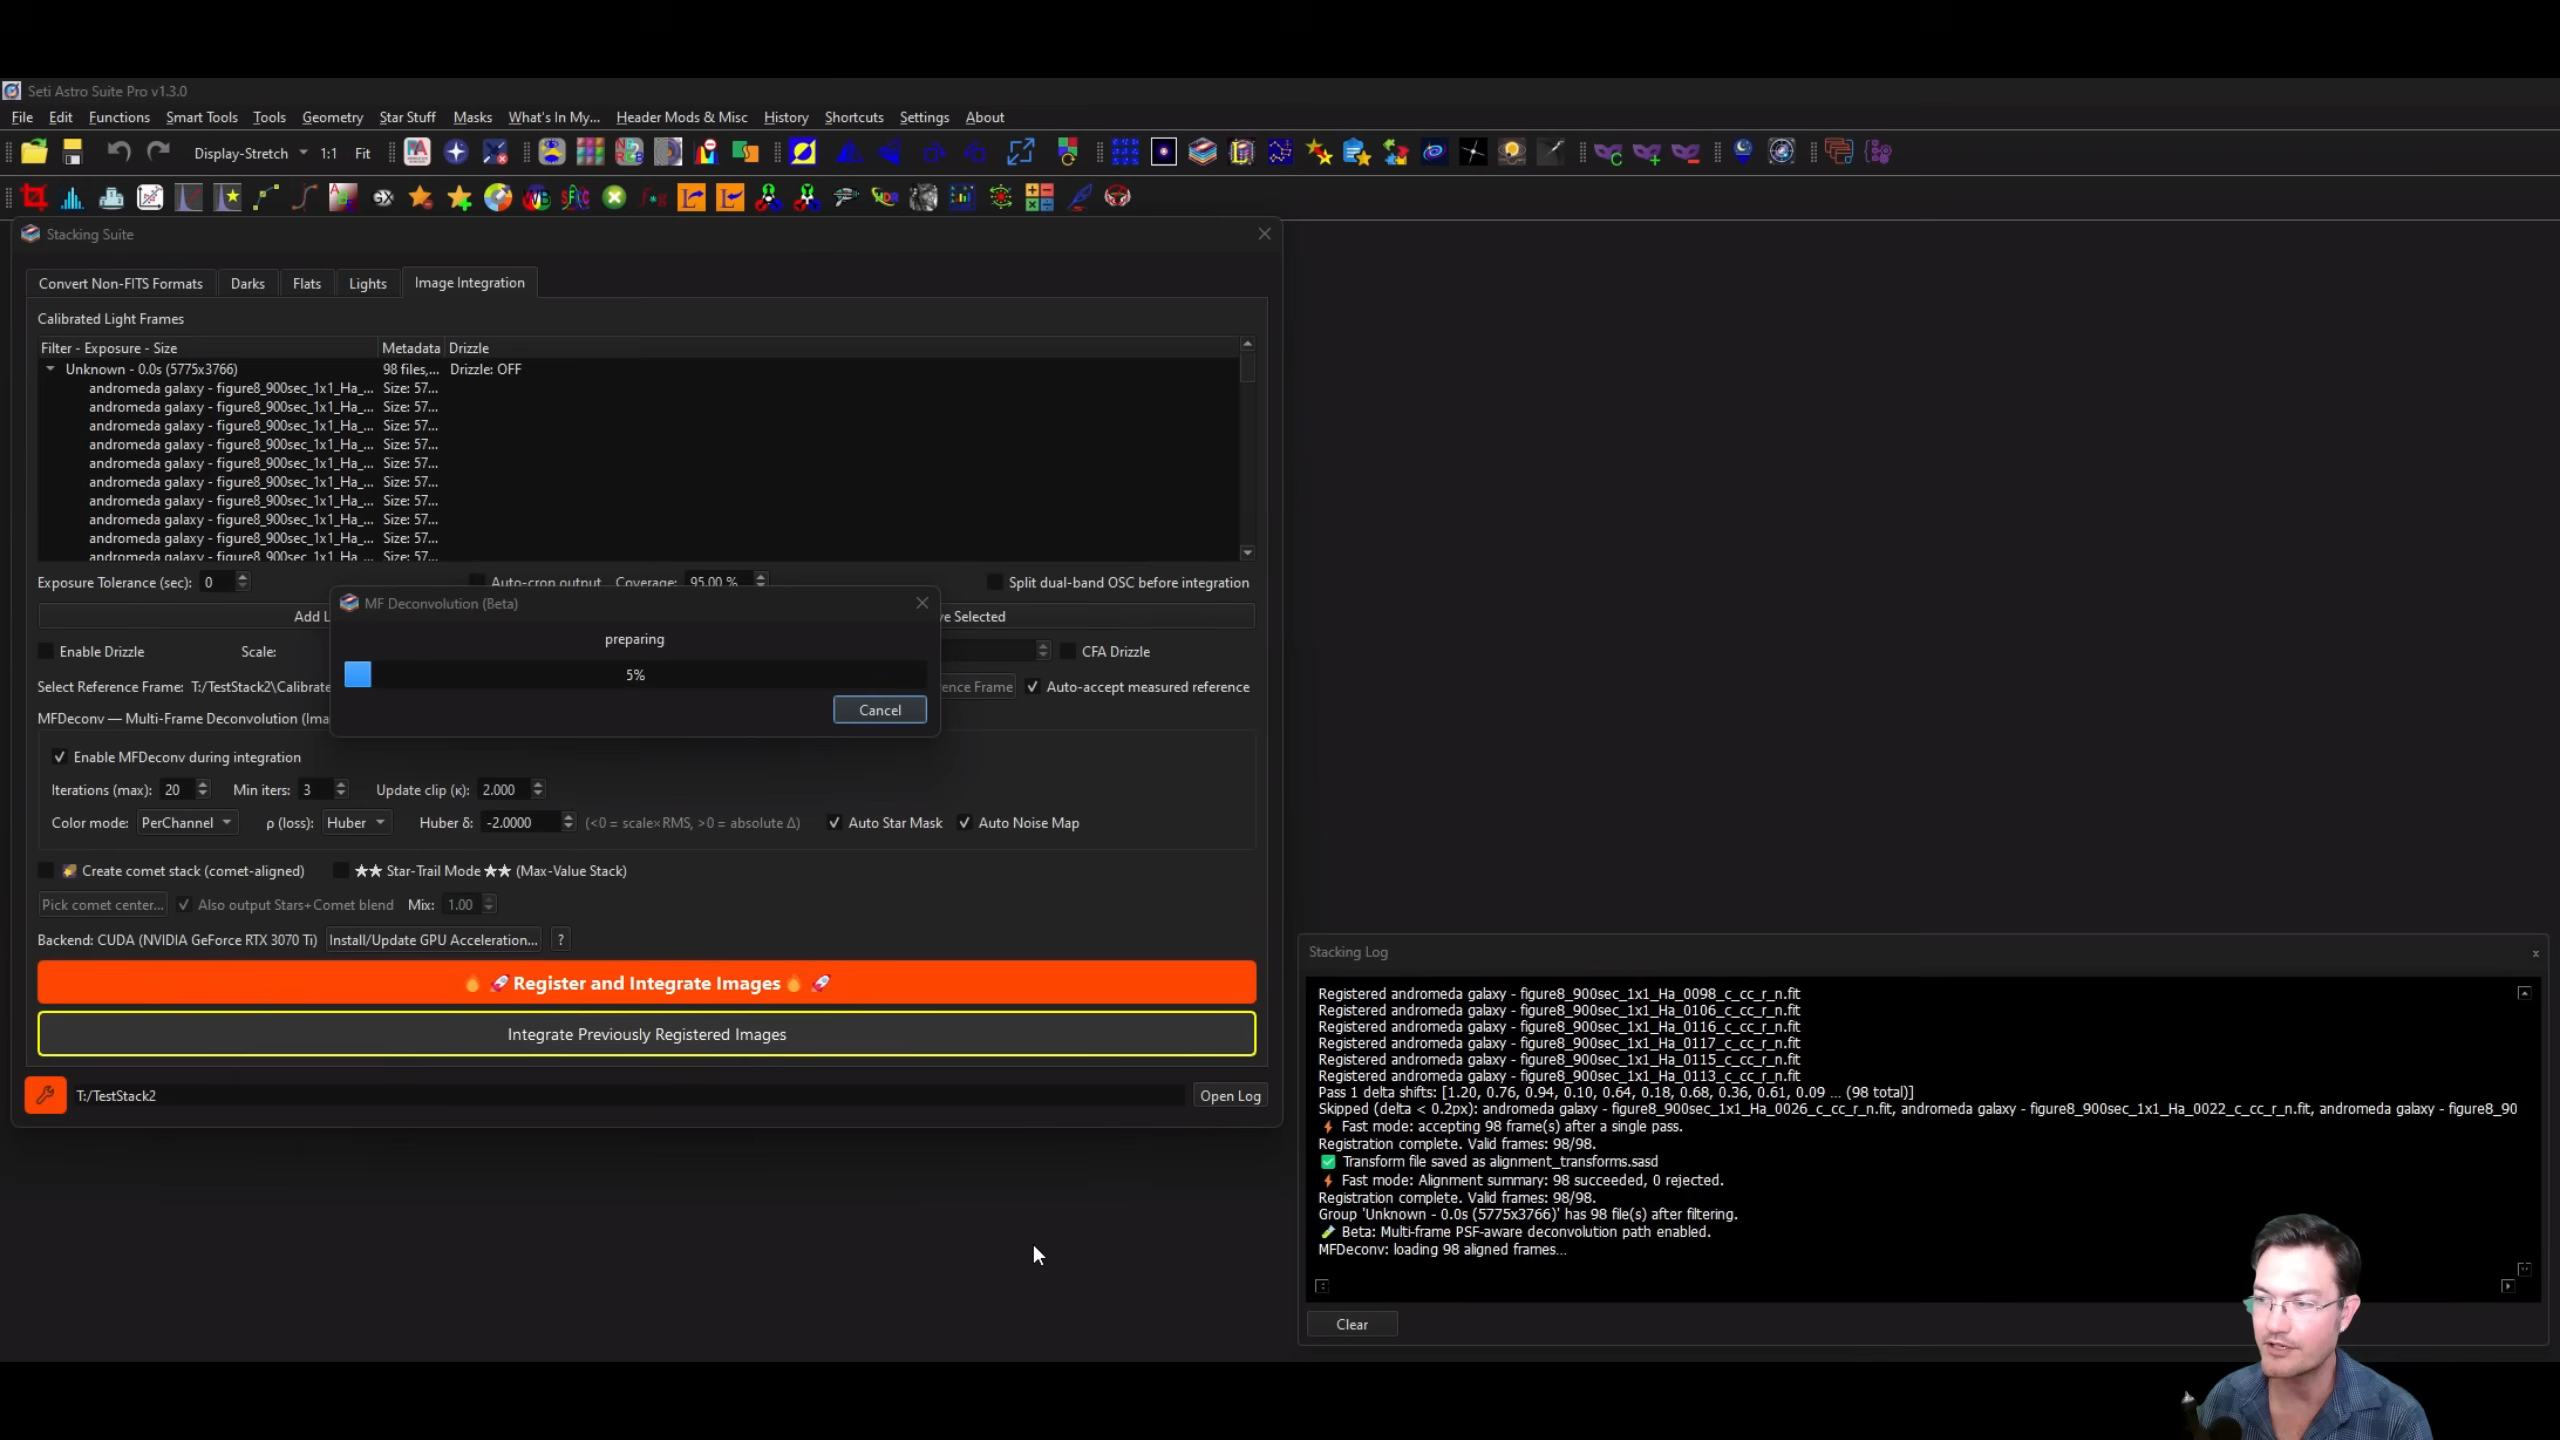 Seti Astro Suite Pro v1.3.0
File Edit Functions Smart Tools Tools Geometry Star Stuff Masks What's In My... Header Mods & Misc History Shortcuts Settings About
Display-Stretch 1:1 Fit
Stacking Suite
Convert Non-FITS Formats Darks Flats Lights Image Integration
Calibrated Light Frames
Filter - Exposure - Size Metadata Drizzle
Unknown - 0.0s (5775x3766) 98 files,... Drizzle: OFF
andromeda galaxy - figure8_900sec_1x1_Ha_... Size: 57...
andromeda galaxy - figure8_900sec_1x1_Ha_... Size: 57...
andromeda galaxy - figure8_900sec_1x1_Ha_... Size: 57...
andromeda galaxy - figure8_900sec_1x1_Ha_... Size: 57...
andromeda galaxy - figure8_900sec_1x1_Ha_... Size: 57...
andromeda galaxy - figure8_900sec_1x1_Ha_... Size: 57...
andromeda galaxy - figure8_900sec_1x1_Ha_... Size: 57...
andromeda galaxy - figure8_900sec_1x1_Ha_... Size: 57...
andromeda galaxy - figure8_900sec_1x1_Ha_... Size: 57...
andromeda galaxy - figure8_900sec_1x1_Ha_... Size: 57...
Exposure Tolerance (sec): 0 Auto-crop output Coverage: 95.00 % Split dual-band OSC before integration
Add L ve Selected
MF Deconvolution (Beta)
preparing
5%
Cancel
Enable Drizzle Scale: CFA Drizzle
Select Reference Frame: T:/TestStack2\Calibrate ence Frame Auto-accept measured reference
MFDeconv — Multi-Frame Deconvolution (Ima
Enable MFDeconv during integration
Iterations (max): 20 Min iters: 3 Update clip (κ): 2.000
Color mode: PerChannel ρ (loss): Huber Huber δ: -2.0000 (<0 = scale×RMS, >0 = absolute Δ) Auto Star Mask Auto Noise Map
Create comet stack (comet-aligned) ★★ Star-Trail Mode ★★ (Max-Value Stack)
Pick comet center... Also output Stars+Comet blend Mix: 1.00
Backend: CUDA (NVIDIA GeForce RTX 3070 Ti) Install/Update GPU Acceleration... ?
🔥 🚀 Register and Integrate Images 🔥 🚀
Integrate Previously Registered Images
T:/TestStack2 Open Log
Stacking Log
Registered andromeda galaxy - figure8_900sec_1x1_Ha_0098_c_cc_r_n.fit
Registered andromeda galaxy - figure8_900sec_1x1_Ha_0106_c_cc_r_n.fit
Registered andromeda galaxy - figure8_900sec_1x1_Ha_0116_c_cc_r_n.fit
Registered andromeda galaxy - figure8_900sec_1x1_Ha_0117_c_cc_r_n.fit
Registered andromeda galaxy - figure8_900sec_1x1_Ha_0115_c_cc_r_n.fit
Registered andromeda galaxy - figure8_900sec_1x1_Ha_0113_c_cc_r_n.fit
Pass 1 delta shifts: [1.20, 0.76, 0.94, 0.10, 0.64, 0.18, 0.68, 0.36, 0.61, 0.09 … (98 total)]
Skipped (delta < 0.2px): andromeda galaxy - figure8_900sec_1x1_Ha_0026_c_cc_r_n.fit, andromeda galaxy - figure8_900sec_1x1_Ha_0022_c_cc_r_n.fit, andromeda galaxy - figure8_90
⚡ Fast mode: accepting 98 frame(s) after a single pass.
Registration complete. Valid frames: 98/98.
✅ Transform file saved as alignment_transforms.sasd
⚡ Fast mode: Alignment summary: 98 succeeded, 0 rejected.
Registration complete. Valid frames: 98/98.
Group 'Unknown - 0.0s (5775x3766)' has 98 file(s) after filtering.
🧪 Beta: Multi-frame PSF-aware deconvolution path enabled.
MFDeconv: loading 98 aligned frames…
Clear